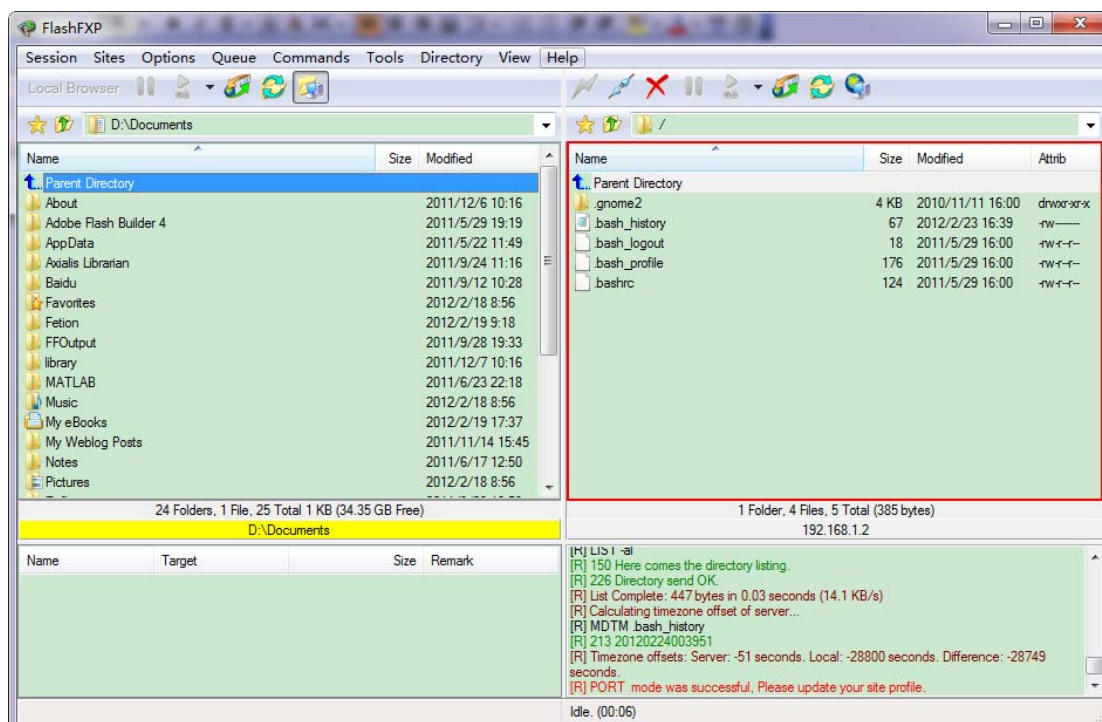 FlashFXP
Session Sites Options Queue Commands Tools Directory View Help
Local Browser
D:\Documents
Name Size Modified
Parent Directory
About 2011/12/6 10:16
Adobe Flash Builder 4 2011/5/29 19:19
AppData 2011/5/22 11:49
Axialis Librarian 2011/9/24 11:16
Baidu 2011/9/12 10:28
Favorites 2012/2/18 8:56
Fetion 2012/2/19 9:18
FFOutput 2011/9/28 19:33
library 2011/12/7 10:16
MATLAB 2011/6/23 22:18
Music 2012/2/18 8:56
My eBooks 2012/2/19 17:37
My Weblog Posts 2011/11/14 15:45
Notes 2011/6/17 12:50
Pictures 2012/2/18 8:56
24 Folders, 1 File, 25 Total 1 KB (34.35 GB Free)
D:\Documents
Name Target Size Remark
/
Name Size Modified Attrib
Parent Directory
.gnome2 4 KB 2010/11/11 16:00 drwxr-xr-x
.bash_history 67 2012/2/23 16:39 -rw-------
.bash_logout 18 2011/5/29 16:00 -rw-r--r--
.bash_profile 176 2011/5/29 16:00 -rw-r--r--
.bashrc 124 2011/5/29 16:00 -rw-r--r--
1 Folder, 4 Files, 5 Total (385 bytes)
192.168.1.2
[R] LIST -al
[R] 150 Here comes the directory listing.
[R] 226 Directory send OK.
[R] List Complete: 447 bytes in 0.03 seconds (14.1 KB/s)
[R] Calculating timezone offset of server...
[R] MDTM .bash_history
[R] 213 20120224003951
[R] Timezone offsets: Server: -51 seconds. Local: -28800 seconds. Difference: -28749
seconds.
[R] PORT mode was successful, Please update your site profile.
Idle. (00:06)